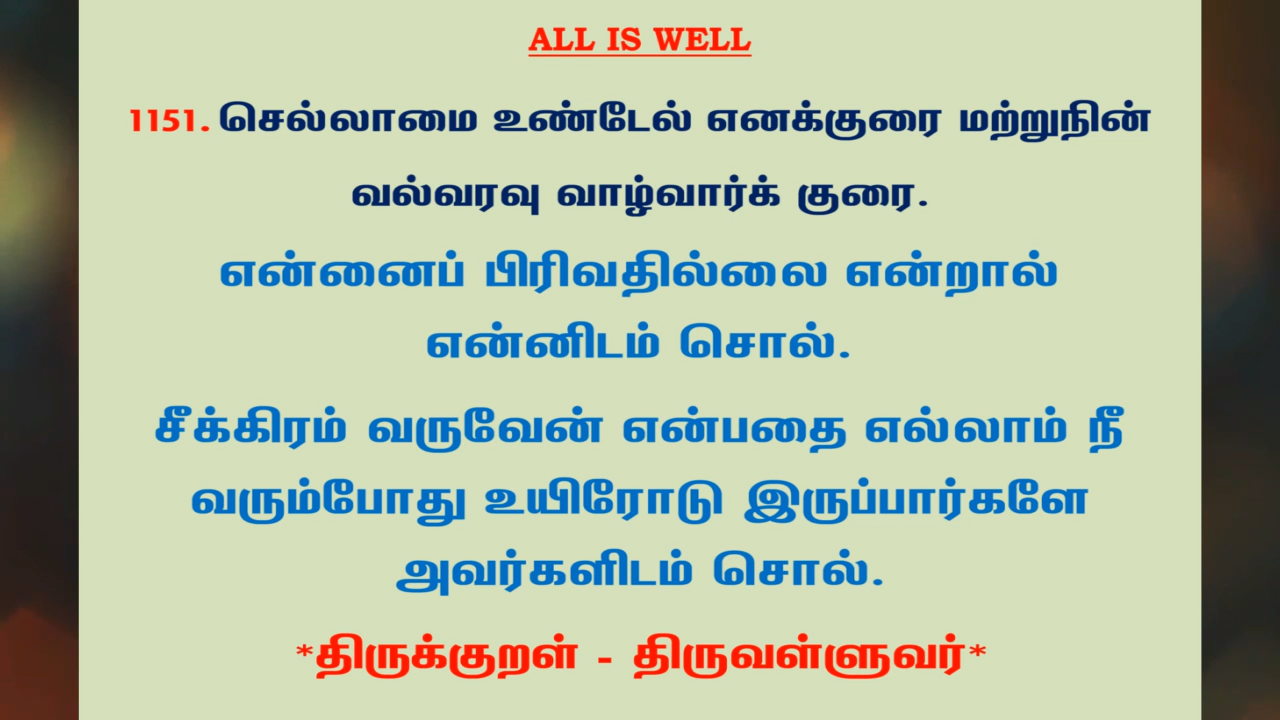 ALL IS WELL
1151. செல்லாமை உண்டேல் எனக்குரை மற்றுநின்
வல்வரவு வாழ்வார்க் குரை.
என்னைப் பிரிவதில்லை என்றால்
என்னிடம் சொல்.
சீக்கிரம் வருவேன் என்பதை எல்லாம் நீ
வரும்போது உயிரோடு இருப்பார்களே
அவர்களிடம் சொல்.
*திருக்குறள் - திருவள்ளுவர்*